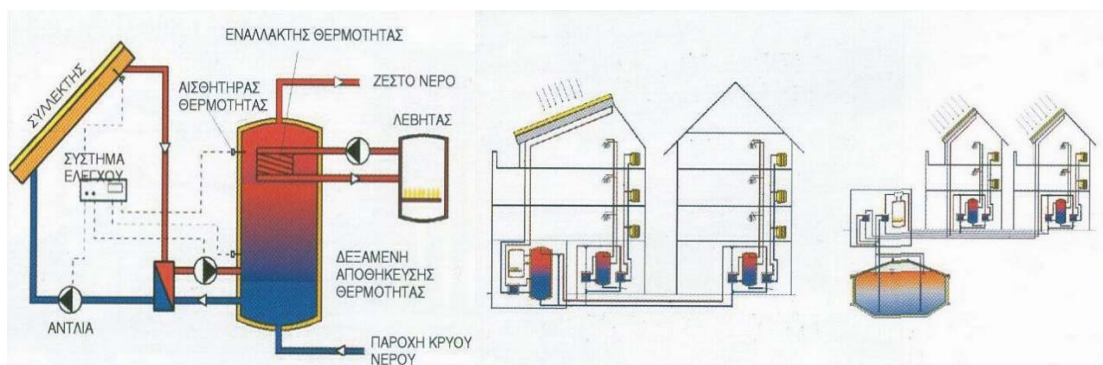 ΕΝΑΛΛΑΚΤΗΣ ΘΕΡΜΟΤΗΤΑΣ
ΣΥΛΛΕΚΤΗΣ
ΑΙΣΘΗΤΗΡΑΣ
ΘΕΡΜΟΤΗΤΑΣ
ΖΕΣΤΟ ΝΕΡΟ
ΛΕΒΗΤΑΣ
ΣΥΣΤΗΜΑ
ΕΛΕΓΧΟΥ
ΔΕΞΑΜΕΝΗ
ΑΠΟΘΗΚΕΥΣΗΣ
ΘΕΡΜΟΤΗΤΑΣ
ΑΝΤΛΙΑ
ΠΑΡΟΧΗ ΚΡΥΟΥ
ΝΕΡΟΥ